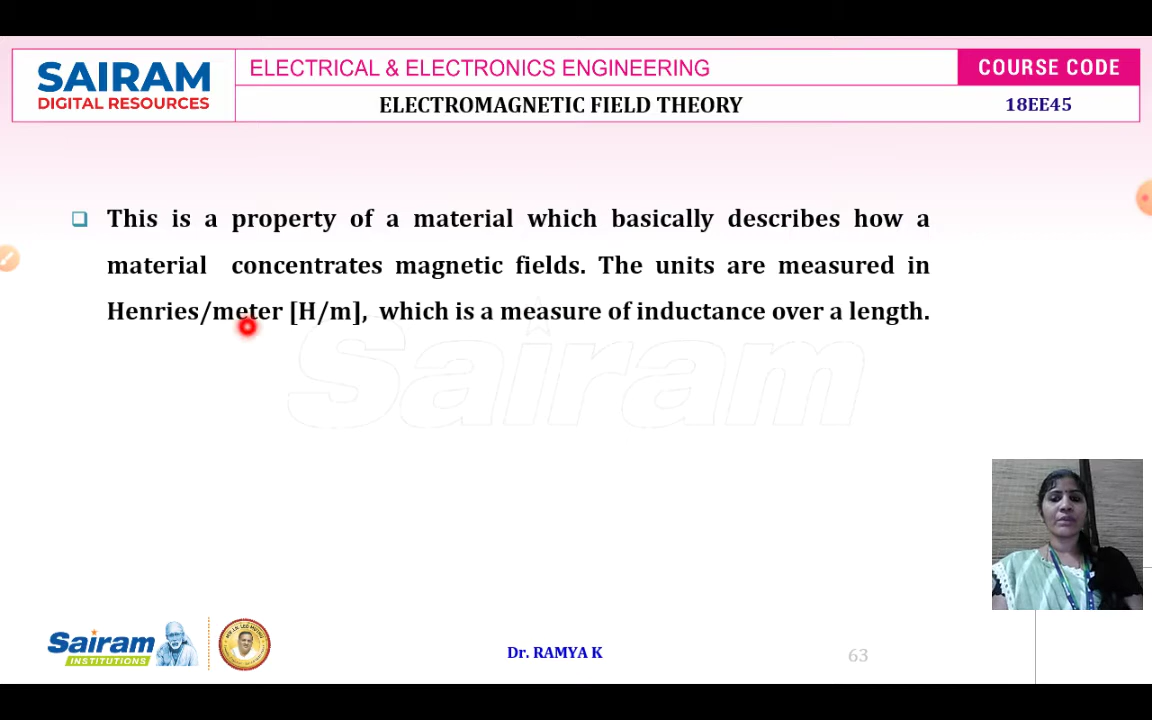 SAIRAM
DIGITAL RESOURCES
ELECTRICAL & ELECTRONICS ENGINEERING
COURSE CODE
ELECTROMAGNETIC FIELD THEORY
18EE45
This is a property of a material which basically describes how a
material concentrates magnetic fields. The units are measured in
Henries/meter [H/m], which is a measure of inductance over a length.
Sairam
Sairam
INSTITUTIONS
Dr. RAMYA K
63